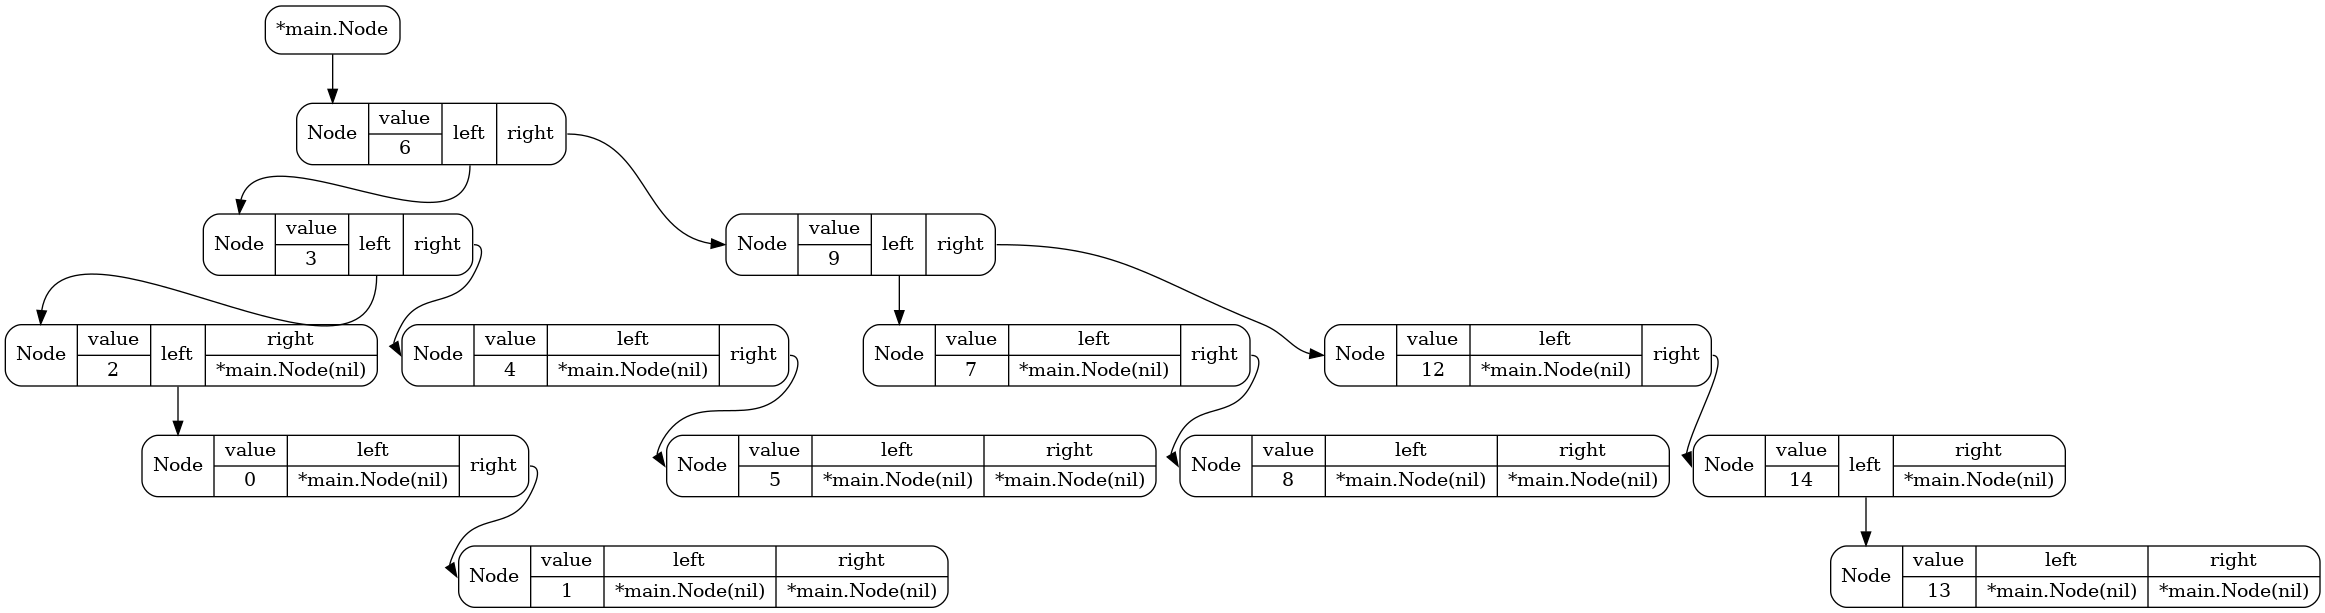 *main.Node
Node value 6 left right
Node value 3 left right
Node value 9 left right
Node value 2 left right *main.Node(nil)
Node value 4 left *main.Node(nil) right
Node value 7 left *main.Node(nil) right
Node value 12 left *main.Node(nil) right
Node value 0 left *main.Node(nil) right
Node value 5 left *main.Node(nil) right *main.Node(nil)
Node value 8 left *main.Node(nil) right *main.Node(nil)
Node value 14 left right *main.Node(nil)
Node value 1 left *main.Node(nil) right *main.Node(nil)
Node value 13 left *main.Node(nil) right *main.Node(nil)